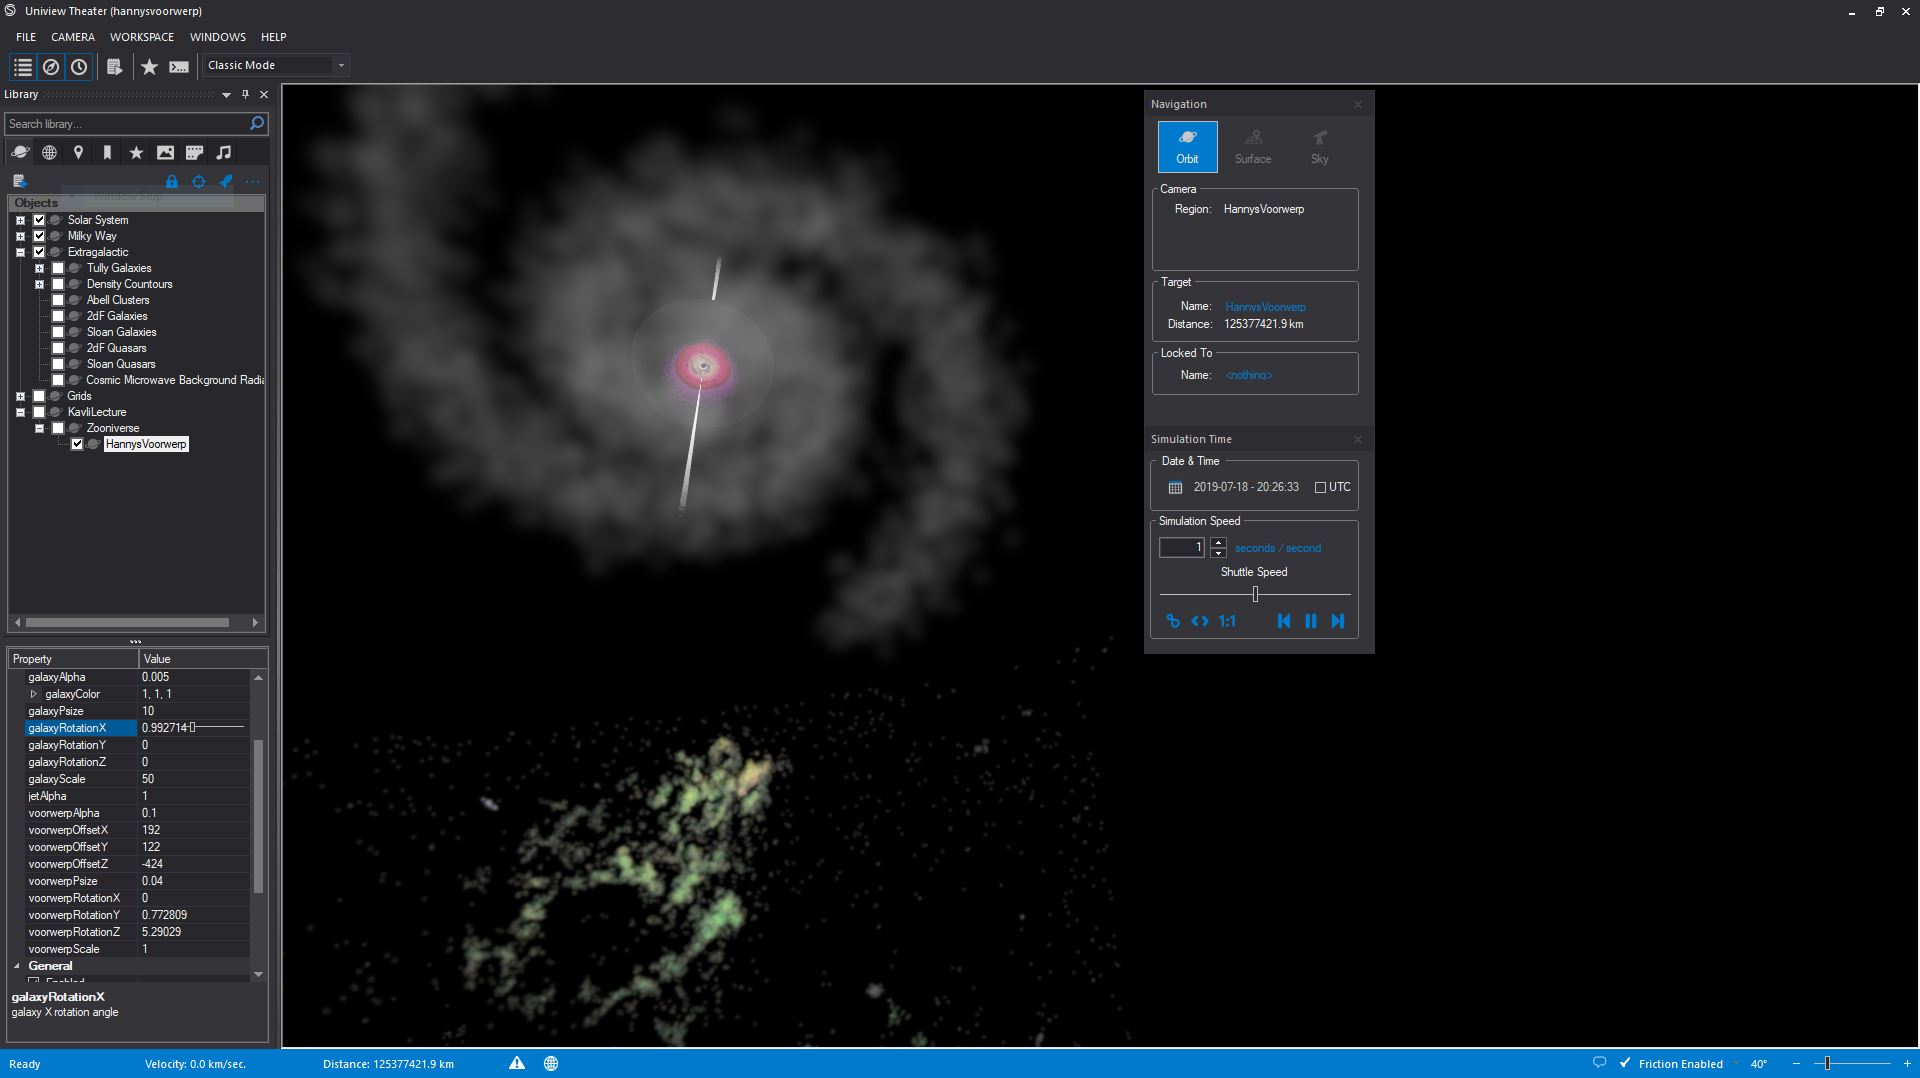 Uniview Theater (hannysvoorwerp)
FILE CAMERA WORKSPACE WINDOWS HELP
Classic Mode
Library
Search library...
Window Snip
Objects
Solar System
Milky Way
Extragalactic
Tully Galaxies
Density Countours
Abell Clusters
2dF Galaxies
Sloan Galaxies
2dF Quasars
Sloan Quasars
Cosmic Microwave Background Radia
Grids
KavliLecture
Zooniverse
HannysVoorwerp
Property Value
galaxyAlpha 0.005
galaxyColor 1, 1, 1
galaxyPsize 10
galaxyRotationX 0.992714
galaxyRotationY 0
galaxyRotationZ 0
galaxyScale 50
jetAlpha 1
voorwerpAlpha 0.1
voorwerpOffsetX 192
voorwerpOffsetY 122
voorwerpOffsetZ -424
voorwerpPsize 0.04
voorwerpRotationX 0
voorwerpRotationY 0.772809
voorwerpRotationZ 5.29029
voorwerpScale 1
General
Enabled
galaxyRotationX
galaxy X rotation angle
Navigation
Orbit Surface Sky
Camera
Region: HannysVoorwerp
Target
Name: HannysVoorwerp
Distance: 125377421.9 km
Locked To
Name: <nothing>
Simulation Time
Date & Time
2019-07-18 - 20:26:33 UTC
Simulation Speed
1 seconds / second
Shuttle Speed
1:1
Ready Velocity: 0.0 km/sec. Distance: 125377421.9 km Friction Enabled 40°